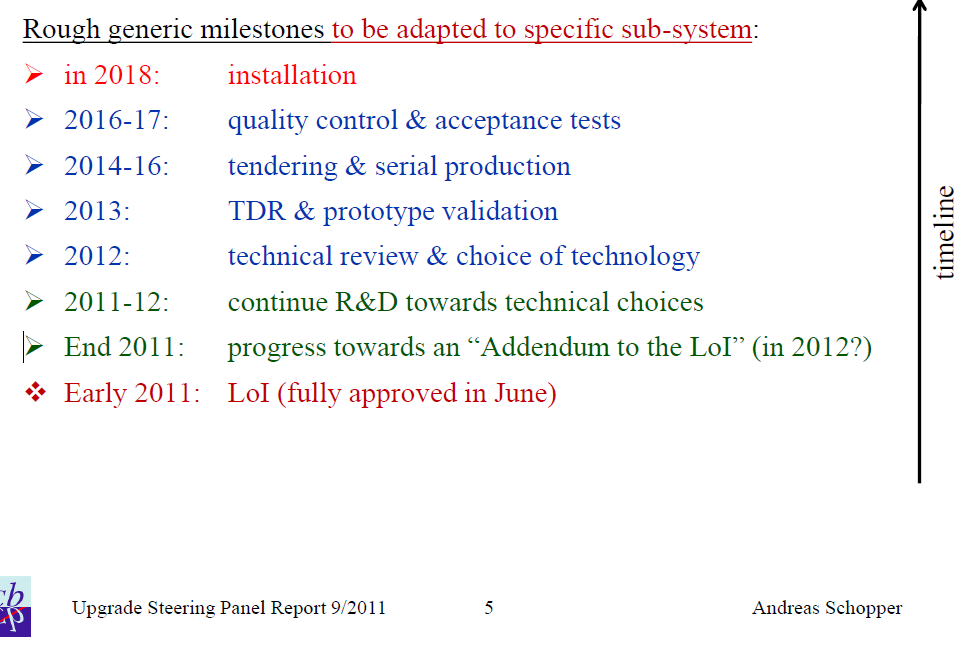 Rough generic milestones to be adapted to specific sub-system:
in 2018: installation
2016-17: quality control & acceptance tests
2014-16: tendering & serial production
2013: TDR & prototype validation
2012: technical review & choice of technology
2011-12: continue R&D towards technical choices
End 2011: progress towards an “Addendum to the LoI” (in 2012?)
Early 2011: LoI (fully approved in June)
timeline
Upgrade Steering Panel Report 9/2011 5 Andreas Schopper